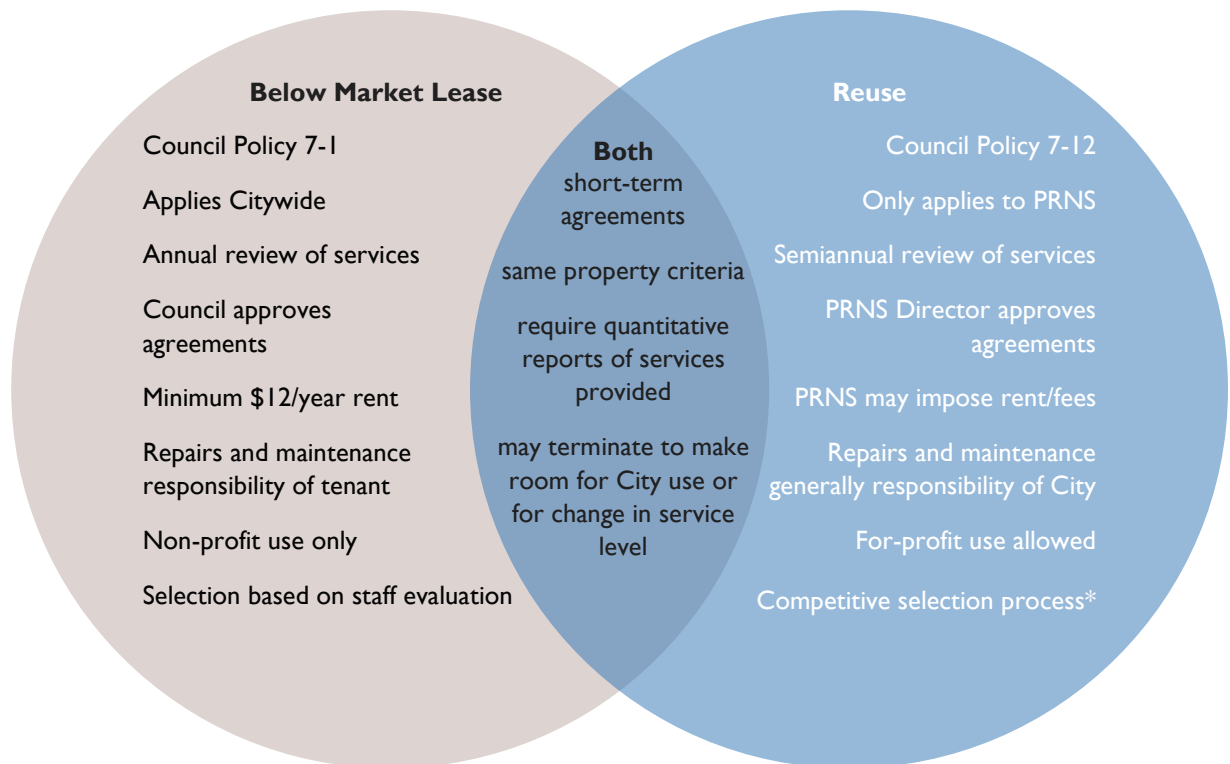 Below Market Lease
Council Policy 7-1
Applies Citywide
Annual review of services
Council approves
agreements
Minimum $12/year rent
Repairs and maintenance
responsibility of tenant
Non-profit use only
Selection based on staff evaluation
Both
short-term
agreements
same property criteria
require quantitative
reports of services
provided
may terminate to make
room for City use or
for change in service
level
Reuse
Council Policy 7-12
Only applies to PRNS
Semiannual review of services
PRNS Director approves
agreements
PRNS may impose rent/fees
Repairs and maintenance
generally responsibility of City
For-profit use allowed
Competitive selection process*